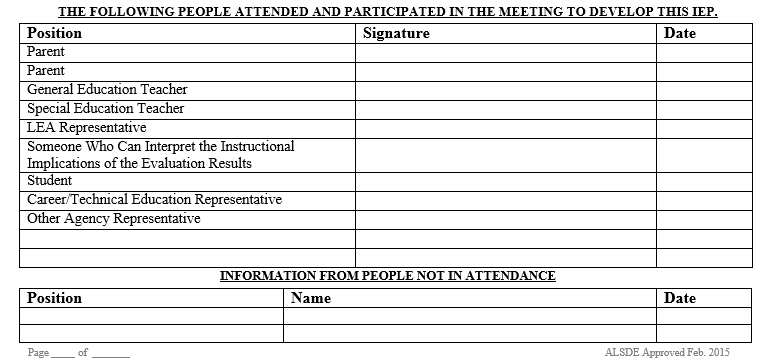 THE FOLLOWING PEOPLE ATTENDED AND PARTICIPATED IN THE MEETING TO DEVELOP THIS IEP.
Position Signature Date
Parent
Parent
General Education Teacher
Special Education Teacher
LEA Representative
Someone Who Can Interpret the Instructional
Implications of the Evaluation Results
Student
Career/Technical Education Representative
Other Agency Representative
INFORMATION FROM PEOPLE NOT IN ATTENDANCE
Position Name Date
Page ____ of ______ ALSDE Approved Feb. 2015